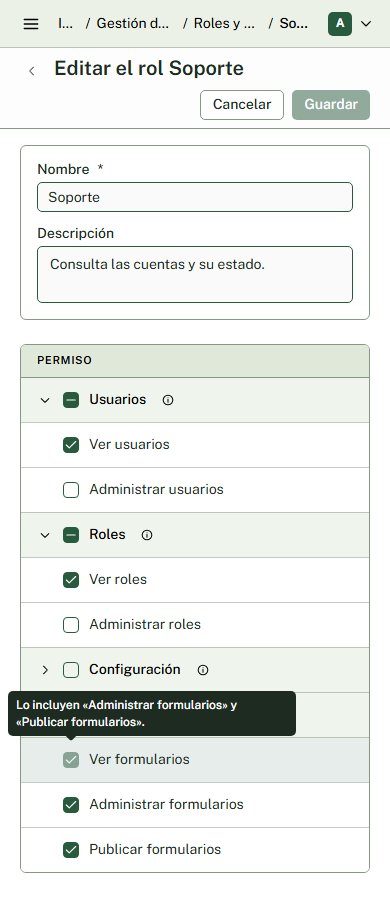 I... / Gestión d... / Roles y ... / So... A
Editar el rol Soporte
Cancelar Guardar
Nombre *
Soporte
Descripción
Consulta las cuentas y su estado.
PERMISO
Usuarios
Ver usuarios
Administrar usuarios
Roles
Ver roles
Administrar roles
Configuración
Lo incluyen «Administrar formularios» y
«Publicar formularios».
Ver formularios
Administrar formularios
Publicar formularios